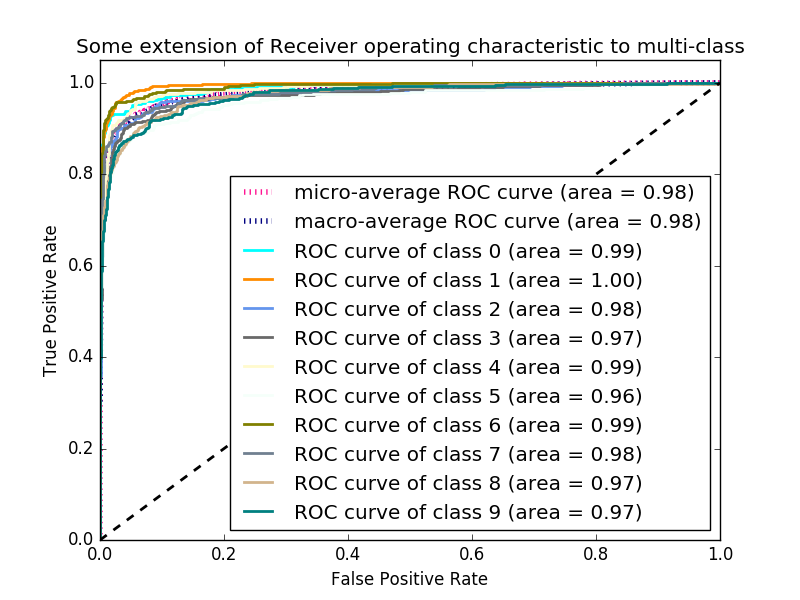 Some extension of Receiver operating characteristic to multi-class
1.0
0.8
0.6
0.4
0.2
0.0
True Positive Rate
micro-average ROC curve (area = 0.98)
macro-average ROC curve (area = 0.98)
ROC curve of class 0 (area = 0.99)
ROC curve of class 1 (area = 1.00)
ROC curve of class 2 (area = 0.98)
ROC curve of class 3 (area = 0.97)
ROC curve of class 4 (area = 0.99)
ROC curve of class 5 (area = 0.96)
ROC curve of class 6 (area = 0.99)
ROC curve of class 7 (area = 0.98)
ROC curve of class 8 (area = 0.97)
ROC curve of class 9 (area = 0.97)
0.0 0.2 0.4 0.6 0.8 1.0
False Positive Rate